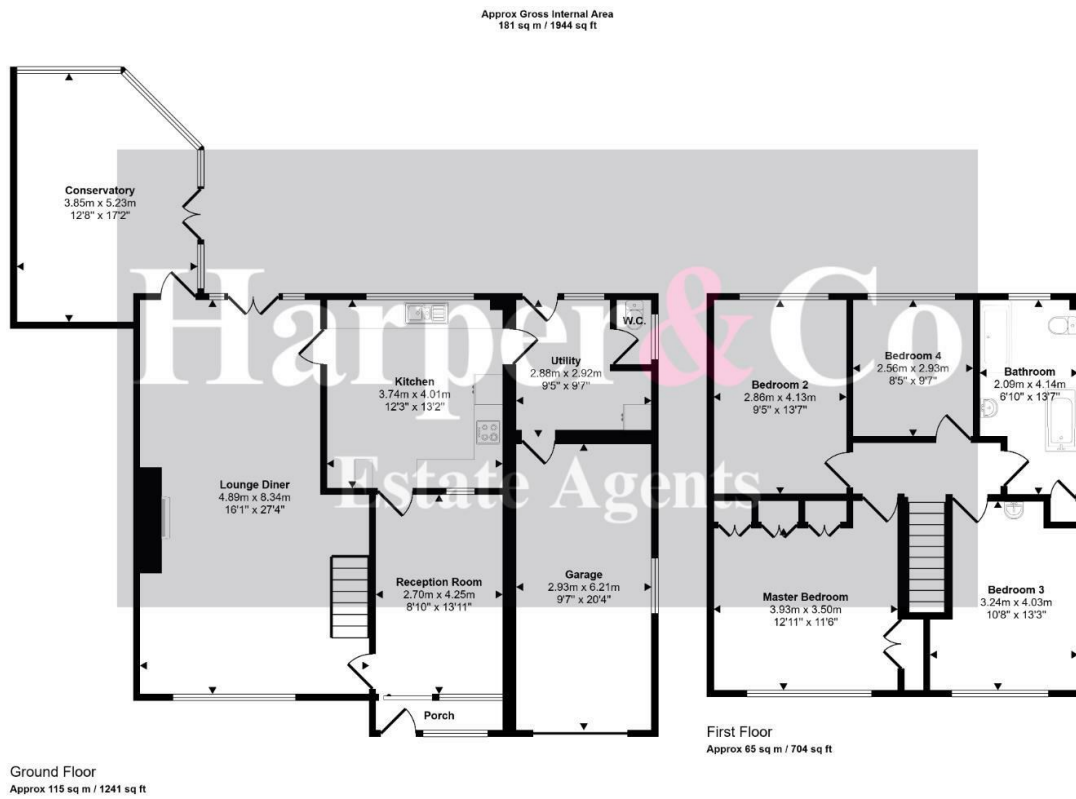 Approx Gross Internal Area
181 sq m / 1944 sq ft
Conservatory
3.85m x 5.23m
12'8" x 17'2"
Harper&Co
Estate Agents
Kitchen
3.74m x 4.01m
12'3" x 13'2"
Utility
2.88m x 2.92m
9'5" x 9'7"
W.C.
Lounge Diner
4.89m x 8.34m
16'1" x 27'4"
Reception Room
2.70m x 4.25m
8'10" x 13'11"
Garage
2.93m x 6.21m
9'7" x 20'4"
Porch
Ground Floor
Approx 115 sq m / 1241 sq ft
Bedroom 2
2.86m x 4.13m
9'5" x 13'7"
Bedroom 4
2.56m x 2.93m
8'5" x 9'7"
Bathroom
2.09m x 4.14m
6'10" x 13'7"
Master Bedroom
3.93m x 3.50m
12'11" x 11'6"
Bedroom 3
3.24m x 4.03m
10'8" x 13'3"
First Floor
Approx 65 sq m / 704 sq ft